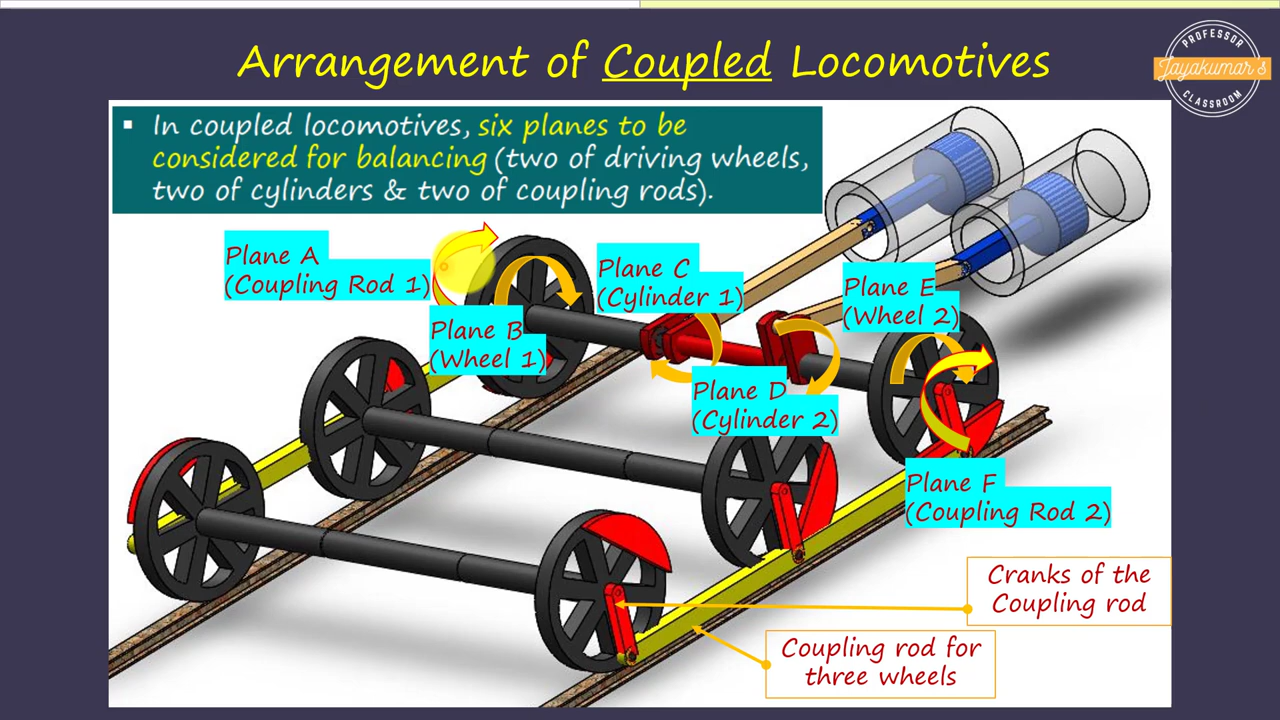 Arrangement of Coupled Locomotives
PROFESSOR
Jayakumar's
CLASSROOM
▪ In coupled locomotives, six planes to be
considered for balancing (two of driving wheels,
two of cylinders & two of coupling rods).
Plane A
(Coupling Rod 1)
Plane B
(Wheel 1)
Plane C
(Cylinder 1)
Plane D
(Cylinder 2)
Plane E
(Wheel 2)
Plane F
(Coupling Rod 2)
Cranks of the
Coupling rod
Coupling rod for
three wheels